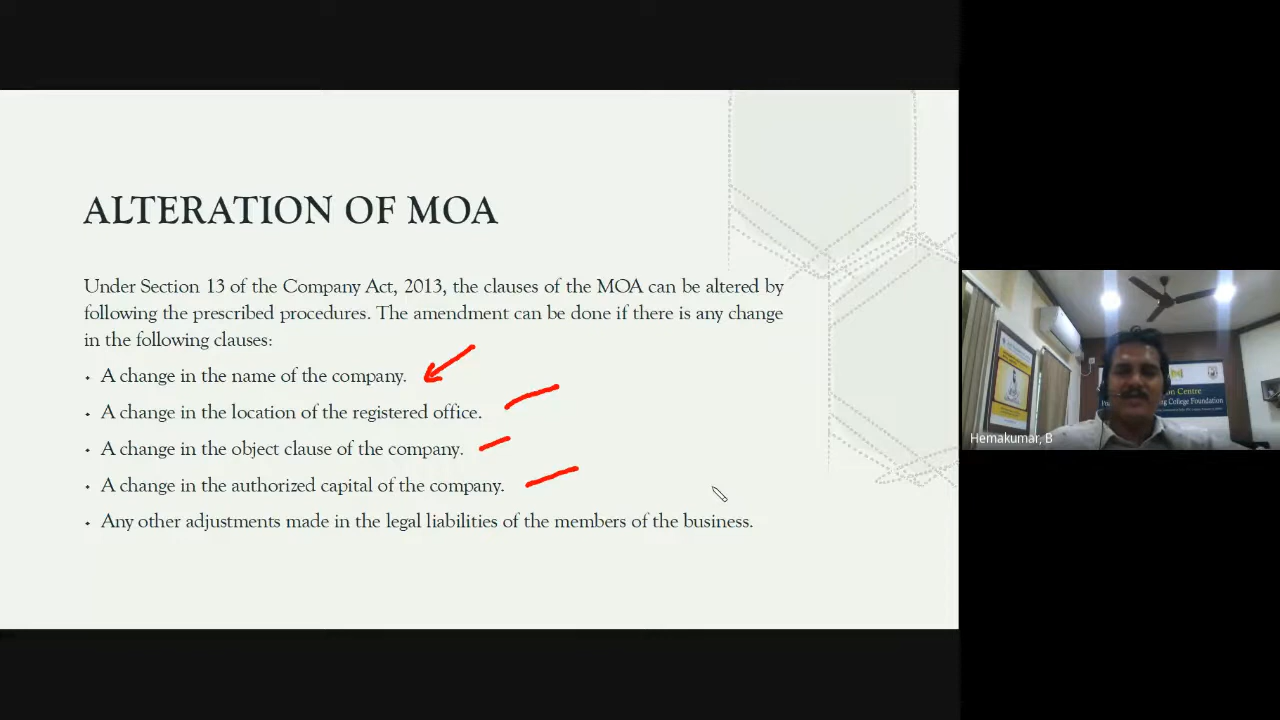 ALTERATION OF MOA
Under Section 13 of the Company Act, 2013, the clauses of the MOA can be altered by
following the prescribed procedures. The amendment can be done if there is any change
in the following clauses:
• A change in the name of the company.
• A change in the location of the registered office.
• A change in the object clause of the company.
• A change in the authorized capital of the company.
• Any other adjustments made in the legal liabilities of the members of the business.
on Centre
ng College Foundation
Hemakumar, B